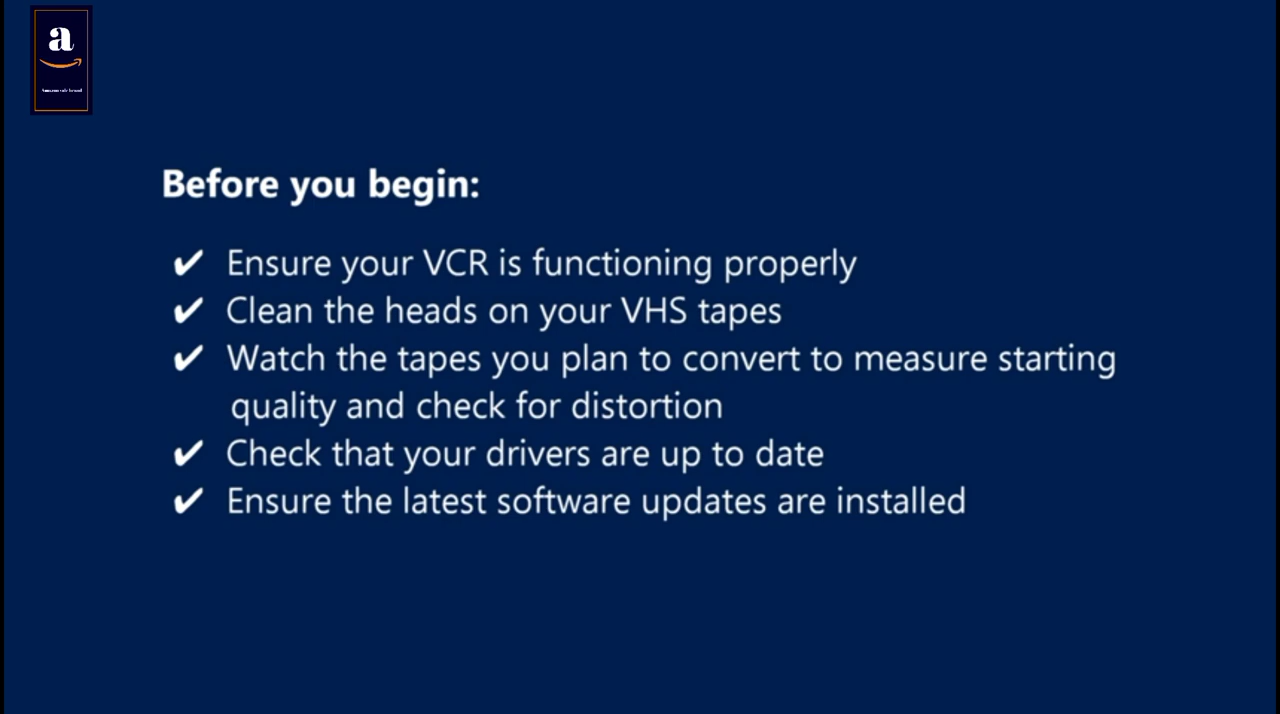 a
Before you begin:
✔ Ensure your VCR is functioning properly
✔ Clean the heads on your VHS tapes
✔ Watch the tapes you plan to convert to measure starting
quality and check for distortion
✔ Check that your drivers are up to date
✔ Ensure the latest software updates are installed